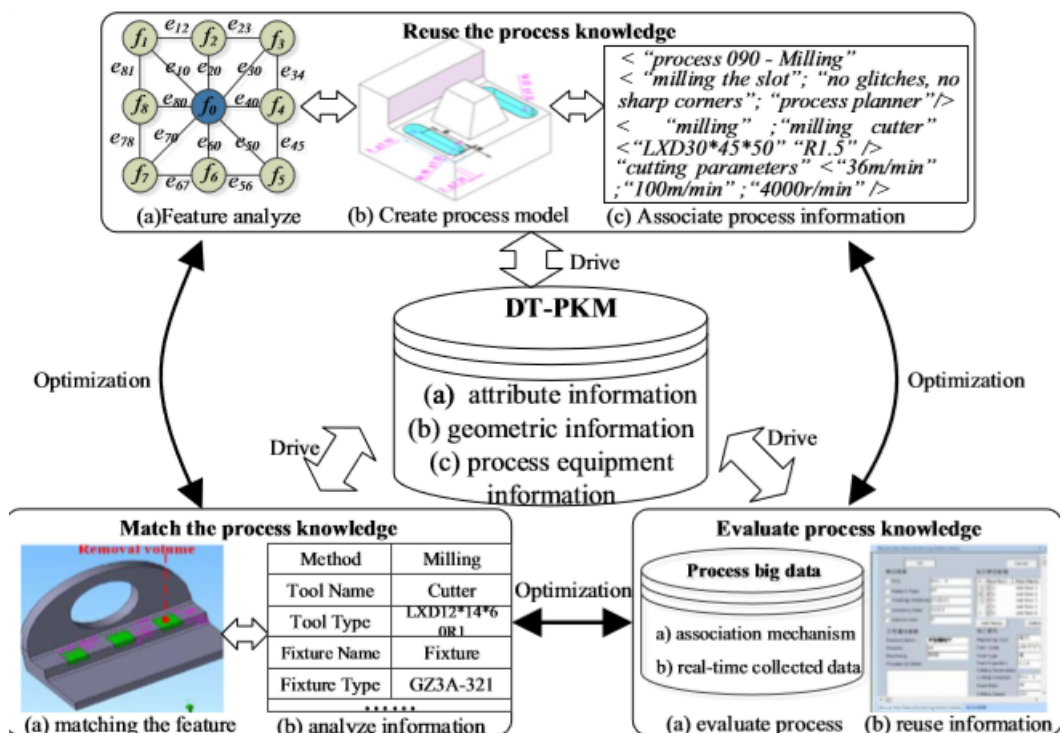 Reuse the process knowledge
f1 e12 f2 e23 f3
e81 e10 e20 e30 e34
f8 e80 f0 e40 f4
e78 e70 e60 e50 e45
f7 e67 f6 e56 f5
(a)Feature analyze
(b) Create process model
< “process 090 - Milling”
< “milling the slot”; “no glitches, no
sharp corners”; “process planner”/>
< “milling” ;“milling cutter”
<“LXD30*45*50” “R1.5” />
“cutting parameters” <“36m/min”
;“100m/min” ;“4000r/min” />
(c) Associate process information
Drive
DT-PKM
(a) attribute information
(b) geometric information
(c) process equipment
information
Optimization
Optimization
Drive
Drive
Match the process knowledge
Removal volume
(a) matching the feature
Method Milling
Tool Name Cutter
Tool Type LXD12*14*6
0R1
Fixture Name Fixture
Fixture Type GZ3A-321
......
(b) analyze information
Optimization
Evaluate process knowledge
Process big data
a) association mechanism
b) real-time collected data
(a) evaluate process
(b) reuse information